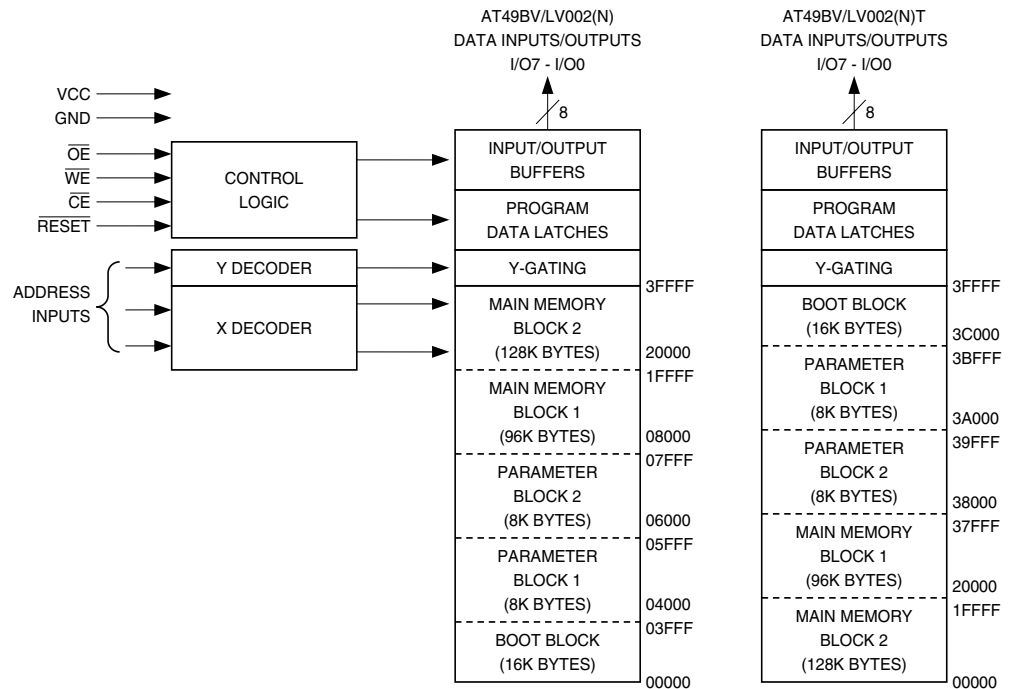 AT49BV/LV002(N)
DATA INPUTS/OUTPUTS
I/O7 - I/O0
8
AT49BV/LV002(N)T
DATA INPUTS/OUTPUTS
I/O7 - I/O0
8
VCC
GND
OE
WE
CE
RESET
ADDRESS
INPUTS
CONTROL
LOGIC
Y DECODER
X DECODER
INPUT/OUTPUT
BUFFERS
PROGRAM
DATA LATCHES
Y-GATING
3FFFF
MAIN MEMORY
BLOCK 2
(128K BYTES)
20000
1FFFF
MAIN MEMORY
BLOCK 1
(96K BYTES)
08000
07FFF
PARAMETER
BLOCK 2
(8K BYTES)
06000
05FFF
PARAMETER
BLOCK 1
(8K BYTES)
04000
03FFF
BOOT BLOCK
(16K BYTES)
00000
INPUT/OUTPUT
BUFFERS
PROGRAM
DATA LATCHES
Y-GATING
3FFFF
BOOT BLOCK
(16K BYTES)
3C000
3BFFF
PARAMETER
BLOCK 1
(8K BYTES)
3A000
39FFF
PARAMETER
BLOCK 2
(8K BYTES)
38000
37FFF
MAIN MEMORY
BLOCK 1
(96K BYTES)
20000
1FFFF
MAIN MEMORY
BLOCK 2
(128K BYTES)
00000